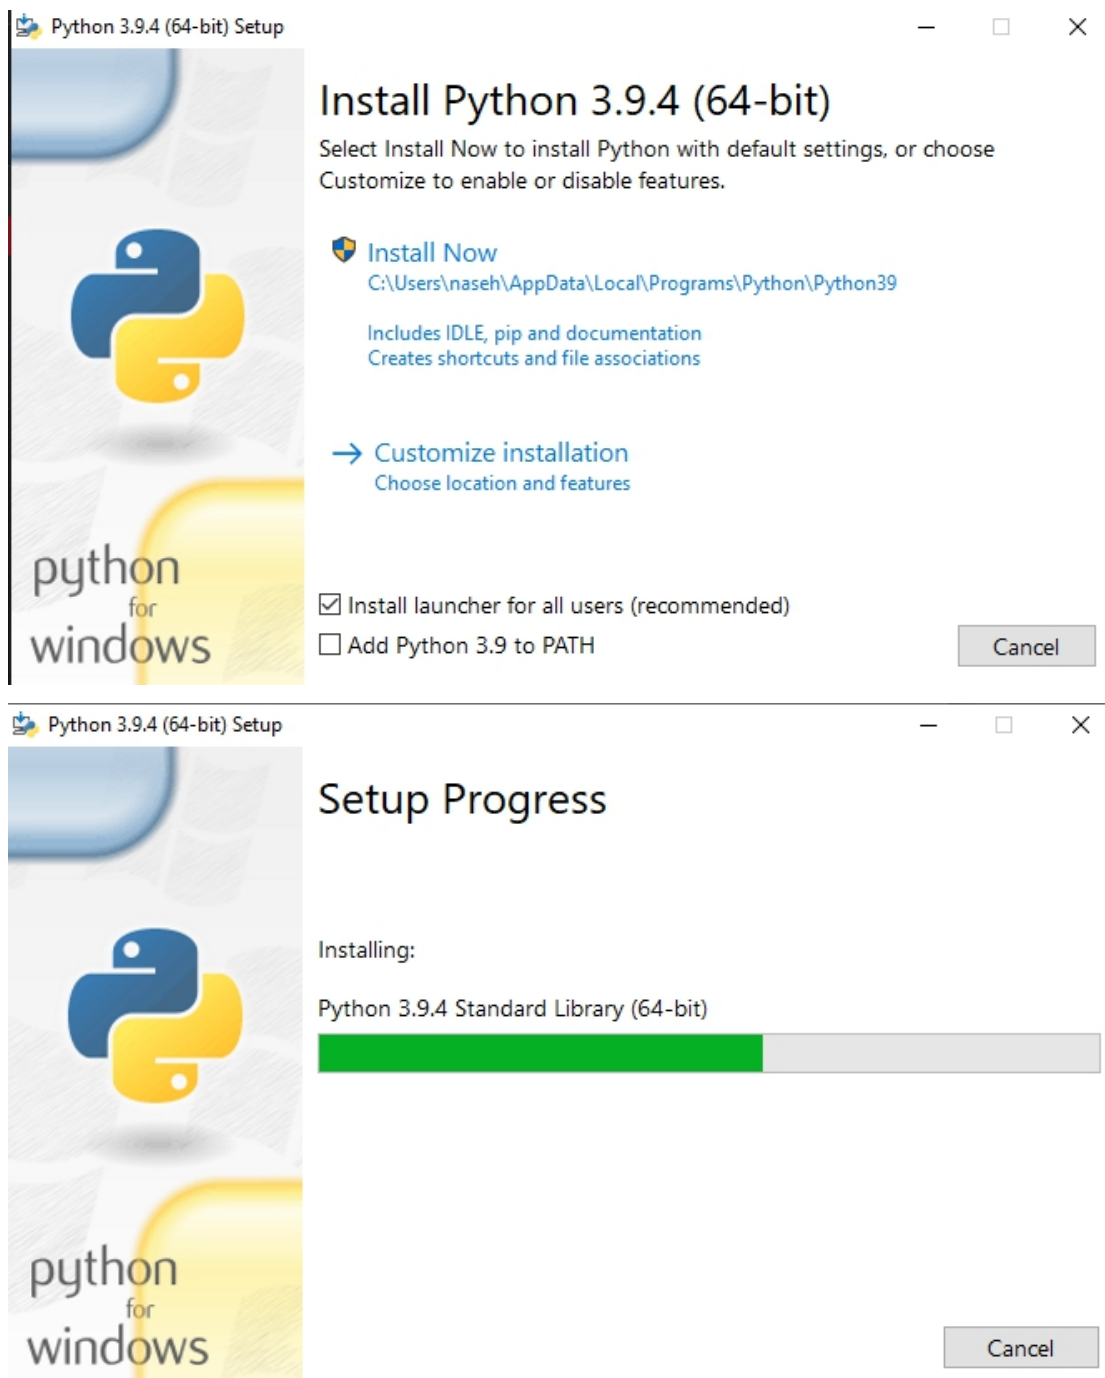 Python 3.9.4 (64-bit) Setup
Install Python 3.9.4 (64-bit)
Select Install Now to install Python with default settings, or choose
Customize to enable or disable features.
Install Now
C:\Users\naseh\AppData\Local\Programs\Python\Python39
Includes IDLE, pip and documentation
Creates shortcuts and file associations
Customize installation
Choose location and features
python
for
windows
Install launcher for all users (recommended)
Add Python 3.9 to PATH
Cancel
Python 3.9.4 (64-bit) Setup
Setup Progress
Installing:
Python 3.9.4 Standard Library (64-bit)
python
for
windows
Cancel